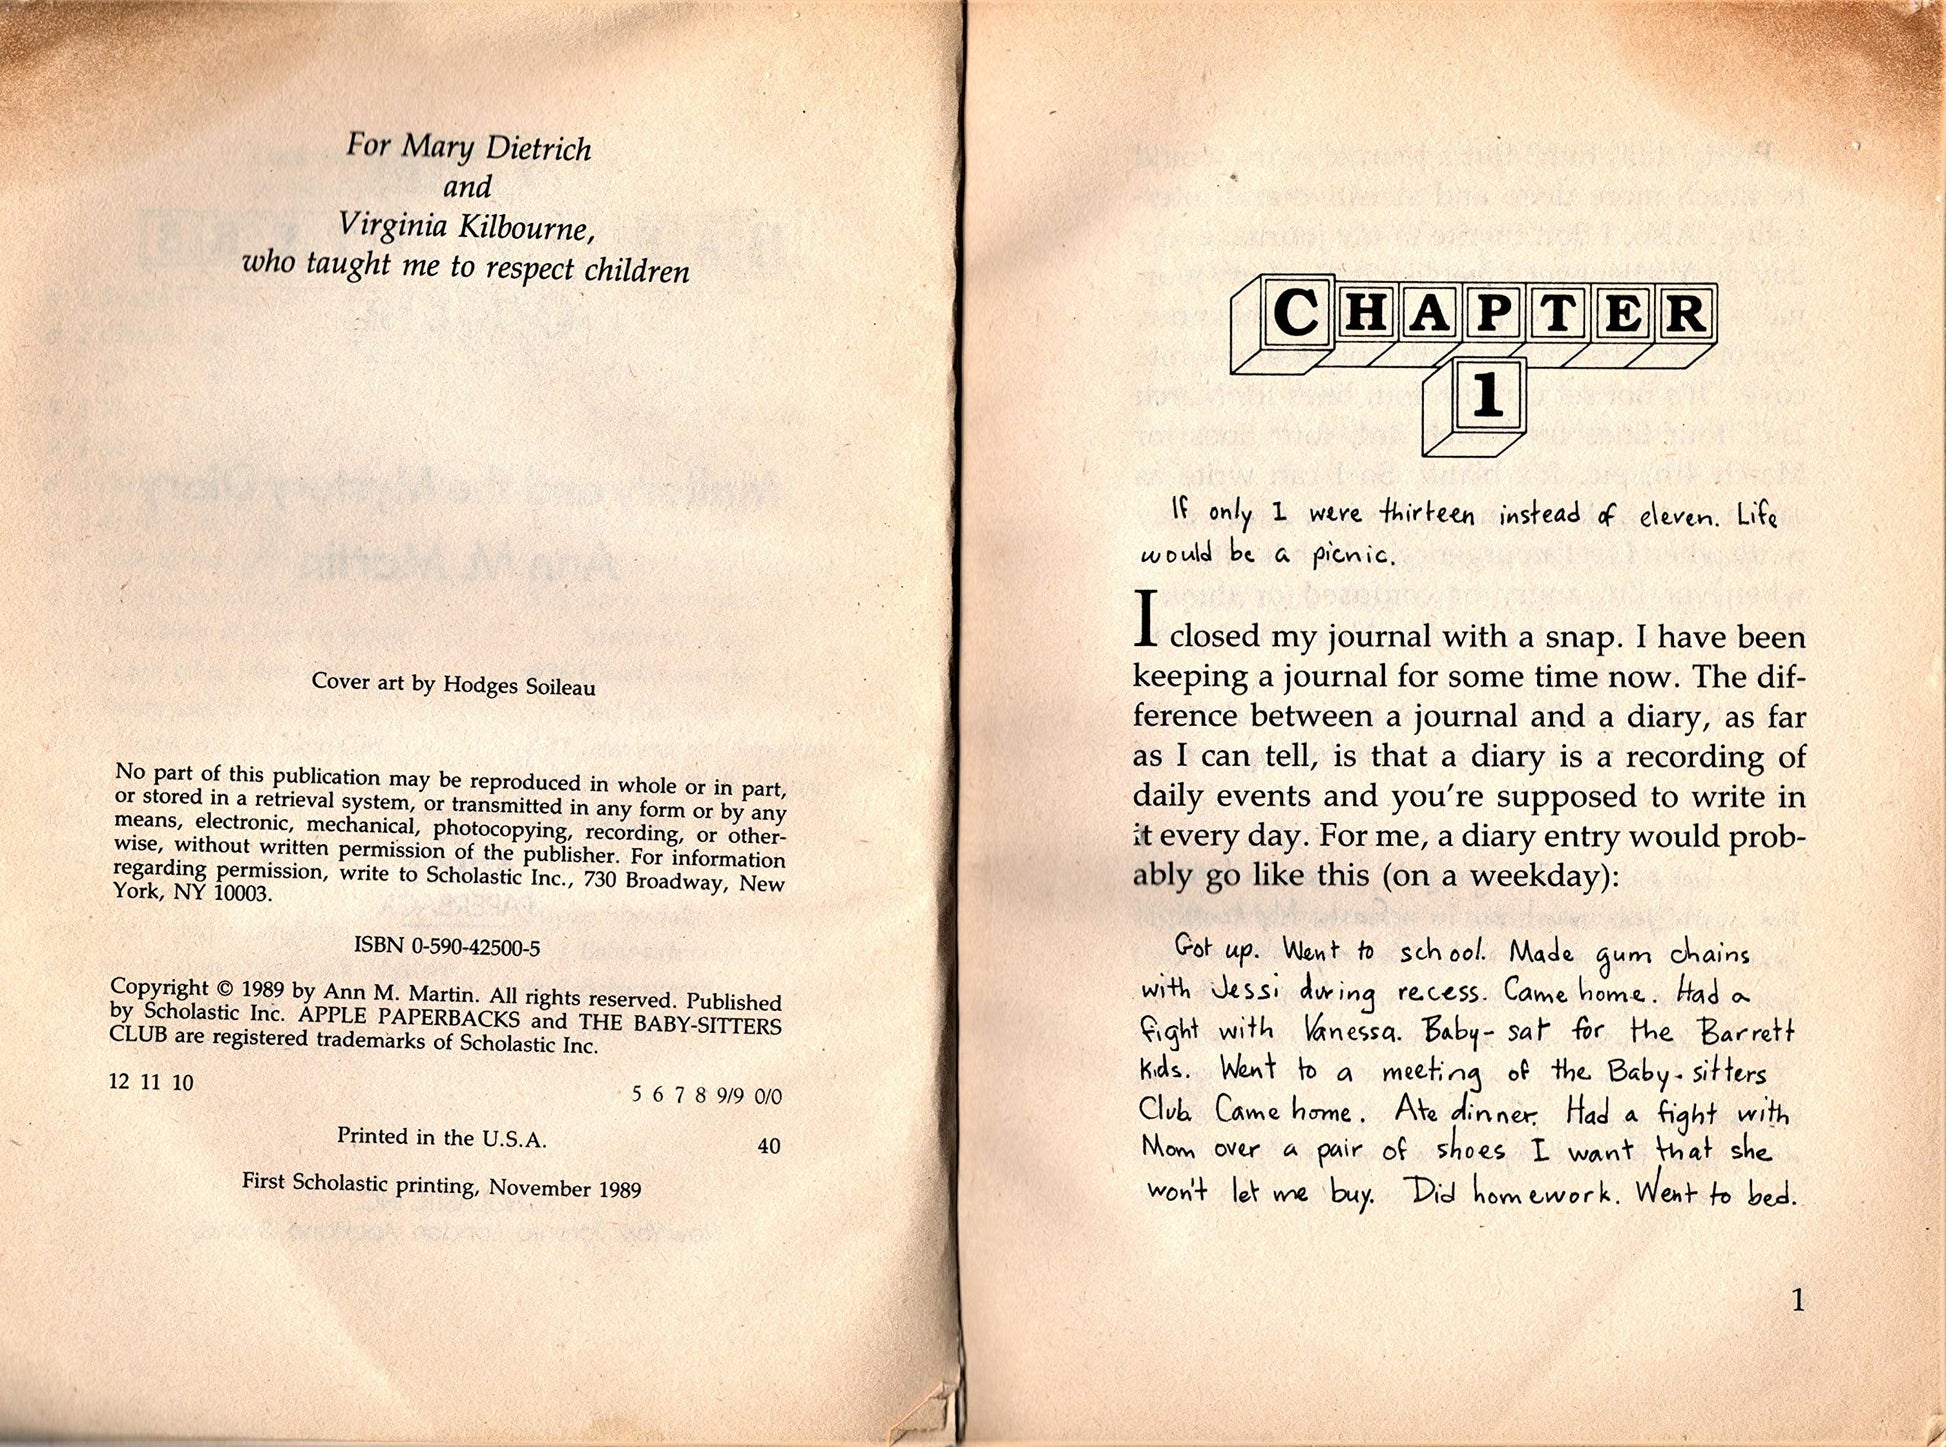 For Mary Dietrich
and
Virginia Kilbourne,
who taught me to respect children
Cover art by Hodges Soileau
No part of this publication may be reproduced in whole or in part,
or stored in a retrieval system, or transmitted in any form or by any
means, electronic, mechanical, photocopying, recording, or other-
wise, without written permission of the publisher. For information
regarding permission, write to Scholastic Inc., 730 Broadway, New
York, NY 10003.
ISBN 0-590-42500-5
Copyright © 1989 by Ann M. Martin. All rights reserved. Published
by Scholastic Inc. APPLE PAPERBACKS and THE BABY-SITTERS
CLUB are registered trademarks of Scholastic Inc.
12 11 10 5 6 7 8 9/9 0/0
Printed in the U.S.A. 40
First Scholastic printing, November 1989
CHAPTER
1
If only I were thirteen instead of eleven. Life
would be a picnic.
I closed my journal with a snap. I have been
keeping a journal for some time now. The dif-
ference between a journal and a diary, as far
as I can tell, is that a diary is a recording of
daily events and you're supposed to write in
it every day. For me, a diary entry would prob-
ably go like this (on a weekday):
Got up. Went to school. Made gum chains
with Jessi during recess. Came home. Had a
fight with Vanessa. Baby-sat for the Barrett
kids. Went to a meeting of the Baby-sitters
Club. Came home. Ate dinner. Had a fight with
Mom over a pair of shoes I want that she
won't let me buy. Did homework. Went to bed.
1